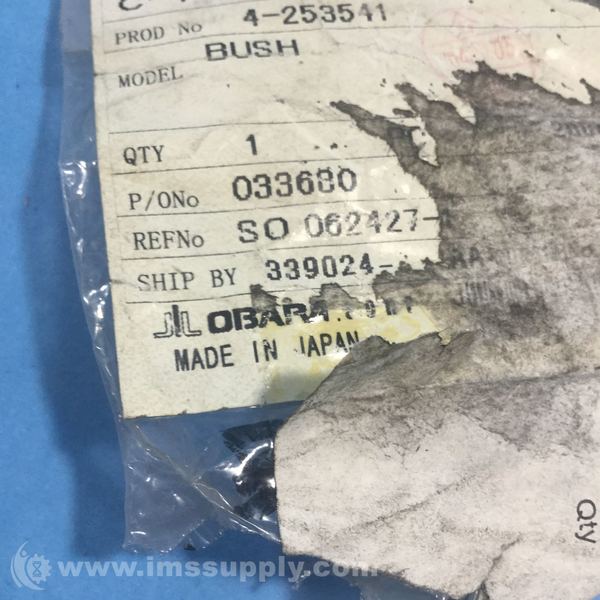 PROD No 4-253541
MODEL BUSH
QTY 1
P/ONo 033680
REFNo SO 062427-
SHIP BY 339024-
OBARA
MADE IN JAPAN
Qty
www.imssupply.com